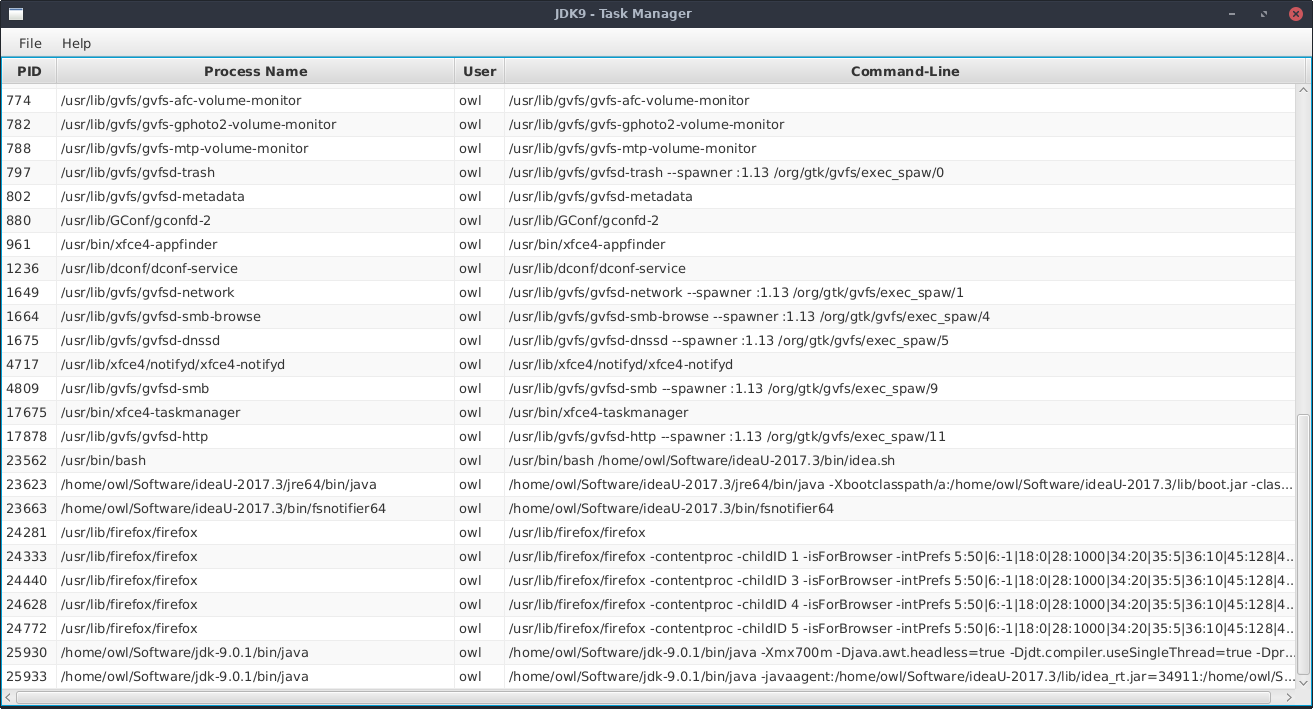 JDK9 - Task Manager
File Help
PID Process Name User Command-Line
774 /usr/lib/gvfs/gvfs-afc-volume-monitor owl /usr/lib/gvfs/gvfs-afc-volume-monitor
782 /usr/lib/gvfs/gvfs-gphoto2-volume-monitor owl /usr/lib/gvfs/gvfs-gphoto2-volume-monitor
788 /usr/lib/gvfs/gvfs-mtp-volume-monitor owl /usr/lib/gvfs/gvfs-mtp-volume-monitor
797 /usr/lib/gvfs/gvfsd-trash owl /usr/lib/gvfs/gvfsd-trash --spawner :1.13 /org/gtk/gvfs/exec_spaw/0
802 /usr/lib/gvfs/gvfsd-metadata owl /usr/lib/gvfs/gvfsd-metadata
880 /usr/lib/GConf/gconfd-2 owl /usr/lib/GConf/gconfd-2
961 /usr/bin/xfce4-appfinder owl /usr/bin/xfce4-appfinder
1236 /usr/lib/dconf/dconf-service owl /usr/lib/dconf/dconf-service
1649 /usr/lib/gvfs/gvfsd-network owl /usr/lib/gvfs/gvfsd-network --spawner :1.13 /org/gtk/gvfs/exec_spaw/1
1664 /usr/lib/gvfs/gvfsd-smb-browse owl /usr/lib/gvfs/gvfsd-smb-browse --spawner :1.13 /org/gtk/gvfs/exec_spaw/4
1675 /usr/lib/gvfs/gvfsd-dnssd owl /usr/lib/gvfs/gvfsd-dnssd --spawner :1.13 /org/gtk/gvfs/exec_spaw/5
4717 /usr/lib/xfce4/notifyd/xfce4-notifyd owl /usr/lib/xfce4/notifyd/xfce4-notifyd
4809 /usr/lib/gvfs/gvfsd-smb owl /usr/lib/gvfs/gvfsd-smb --spawner :1.13 /org/gtk/gvfs/exec_spaw/9
17675 /usr/bin/xfce4-taskmanager owl /usr/bin/xfce4-taskmanager
17878 /usr/lib/gvfs/gvfsd-http owl /usr/lib/gvfs/gvfsd-http --spawner :1.13 /org/gtk/gvfs/exec_spaw/11
23562 /usr/bin/bash owl /usr/bin/bash /home/owl/Software/ideaU-2017.3/bin/idea.sh
23623 /home/owl/Software/ideaU-2017.3/jre64/bin/java owl /home/owl/Software/ideaU-2017.3/jre64/bin/java -Xbootclasspath/a:/home/owl/Software/ideaU-2017.3/lib/boot.jar -clas...
23663 /home/owl/Software/ideaU-2017.3/bin/fsnotifier64 owl /home/owl/Software/ideaU-2017.3/bin/fsnotifier64
24281 /usr/lib/firefox/firefox owl /usr/lib/firefox/firefox
24333 /usr/lib/firefox/firefox owl /usr/lib/firefox/firefox -contentproc -childID 1 -isForBrowser -intPrefs 5:50|6:-1|18:0|28:1000|34:20|35:5|36:10|45:128|4...
24440 /usr/lib/firefox/firefox owl /usr/lib/firefox/firefox -contentproc -childID 3 -isForBrowser -intPrefs 5:50|6:-1|18:0|28:1000|34:20|35:5|36:10|45:128|4...
24628 /usr/lib/firefox/firefox owl /usr/lib/firefox/firefox -contentproc -childID 4 -isForBrowser -intPrefs 5:50|6:-1|18:0|28:1000|34:20|35:5|36:10|45:128|4...
24772 /usr/lib/firefox/firefox owl /usr/lib/firefox/firefox -contentproc -childID 5 -isForBrowser -intPrefs 5:50|6:-1|18:0|28:1000|34:20|35:5|36:10|45:128|4...
25930 /home/owl/Software/jdk-9.0.1/bin/java owl /home/owl/Software/jdk-9.0.1/bin/java -Xmx700m -Djava.awt.headless=true -Djdt.compiler.useSingleThread=true -Dpr...
25933 /home/owl/Software/jdk-9.0.1/bin/java owl /home/owl/Software/jdk-9.0.1/bin/java -javaagent:/home/owl/Software/ideaU-2017.3/lib/idea_rt.jar=34911:/home/owl/S...